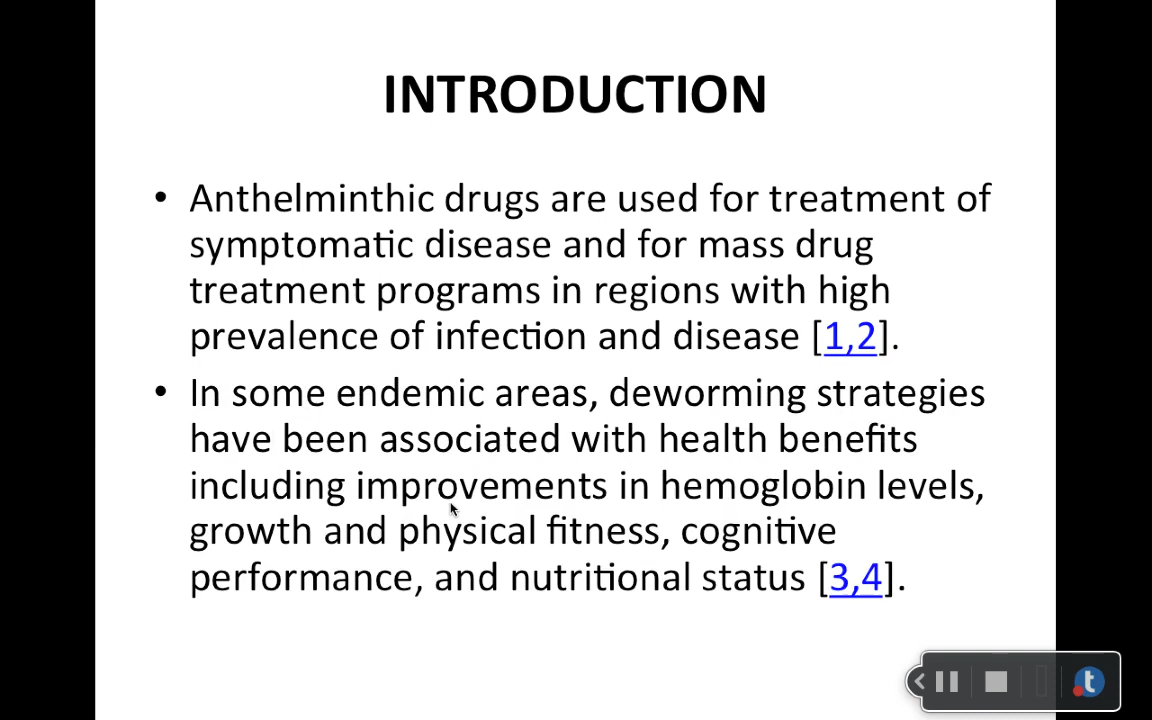 INTRODUCTION
• Anthelminthic drugs are used for treatment of
symptomatic disease and for mass drug
treatment programs in regions with high
prevalence of infection and disease [1,2].
• In some endemic areas, deworming strategies
have been associated with health benefits
including improvements in hemoglobin levels,
growth and physical fitness, cognitive
performance, and nutritional status [3,4].
t